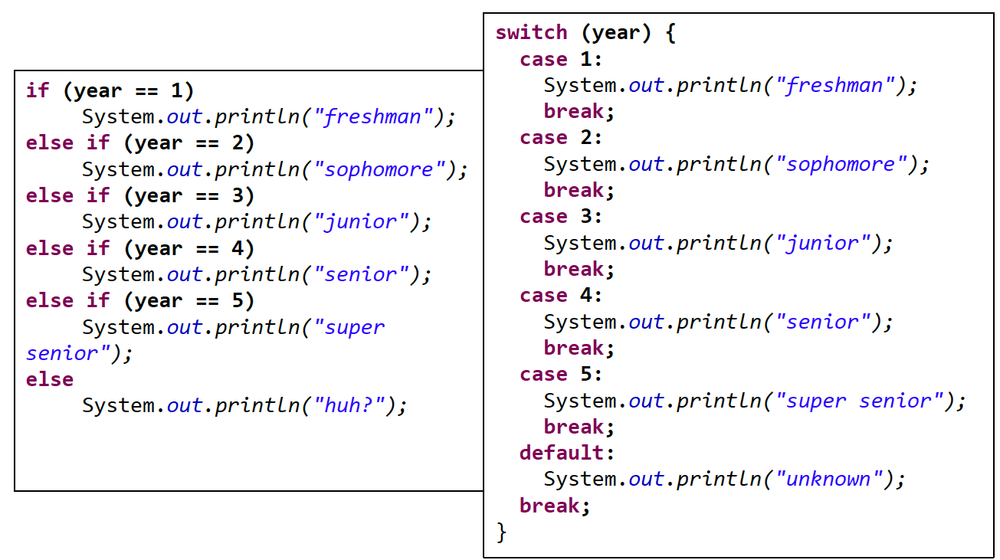 if (year == 1)
System.out.println("freshman");
else if (year == 2)
System.out.println("sophomore");
else if (year == 3)
System.out.println("junior");
else if (year == 4)
System.out.println("senior");
else if (year == 5)
System.out.println("super
senior");
else
System.out.println("huh?");
switch (year) {
case 1:
System.out.println("freshman");
break;
case 2:
System.out.println("sophomore");
break;
case 3:
System.out.println("junior");
break;
case 4:
System.out.println("senior");
break;
case 5:
System.out.println("super senior");
break;
default:
System.out.println("unknown");
break;
}